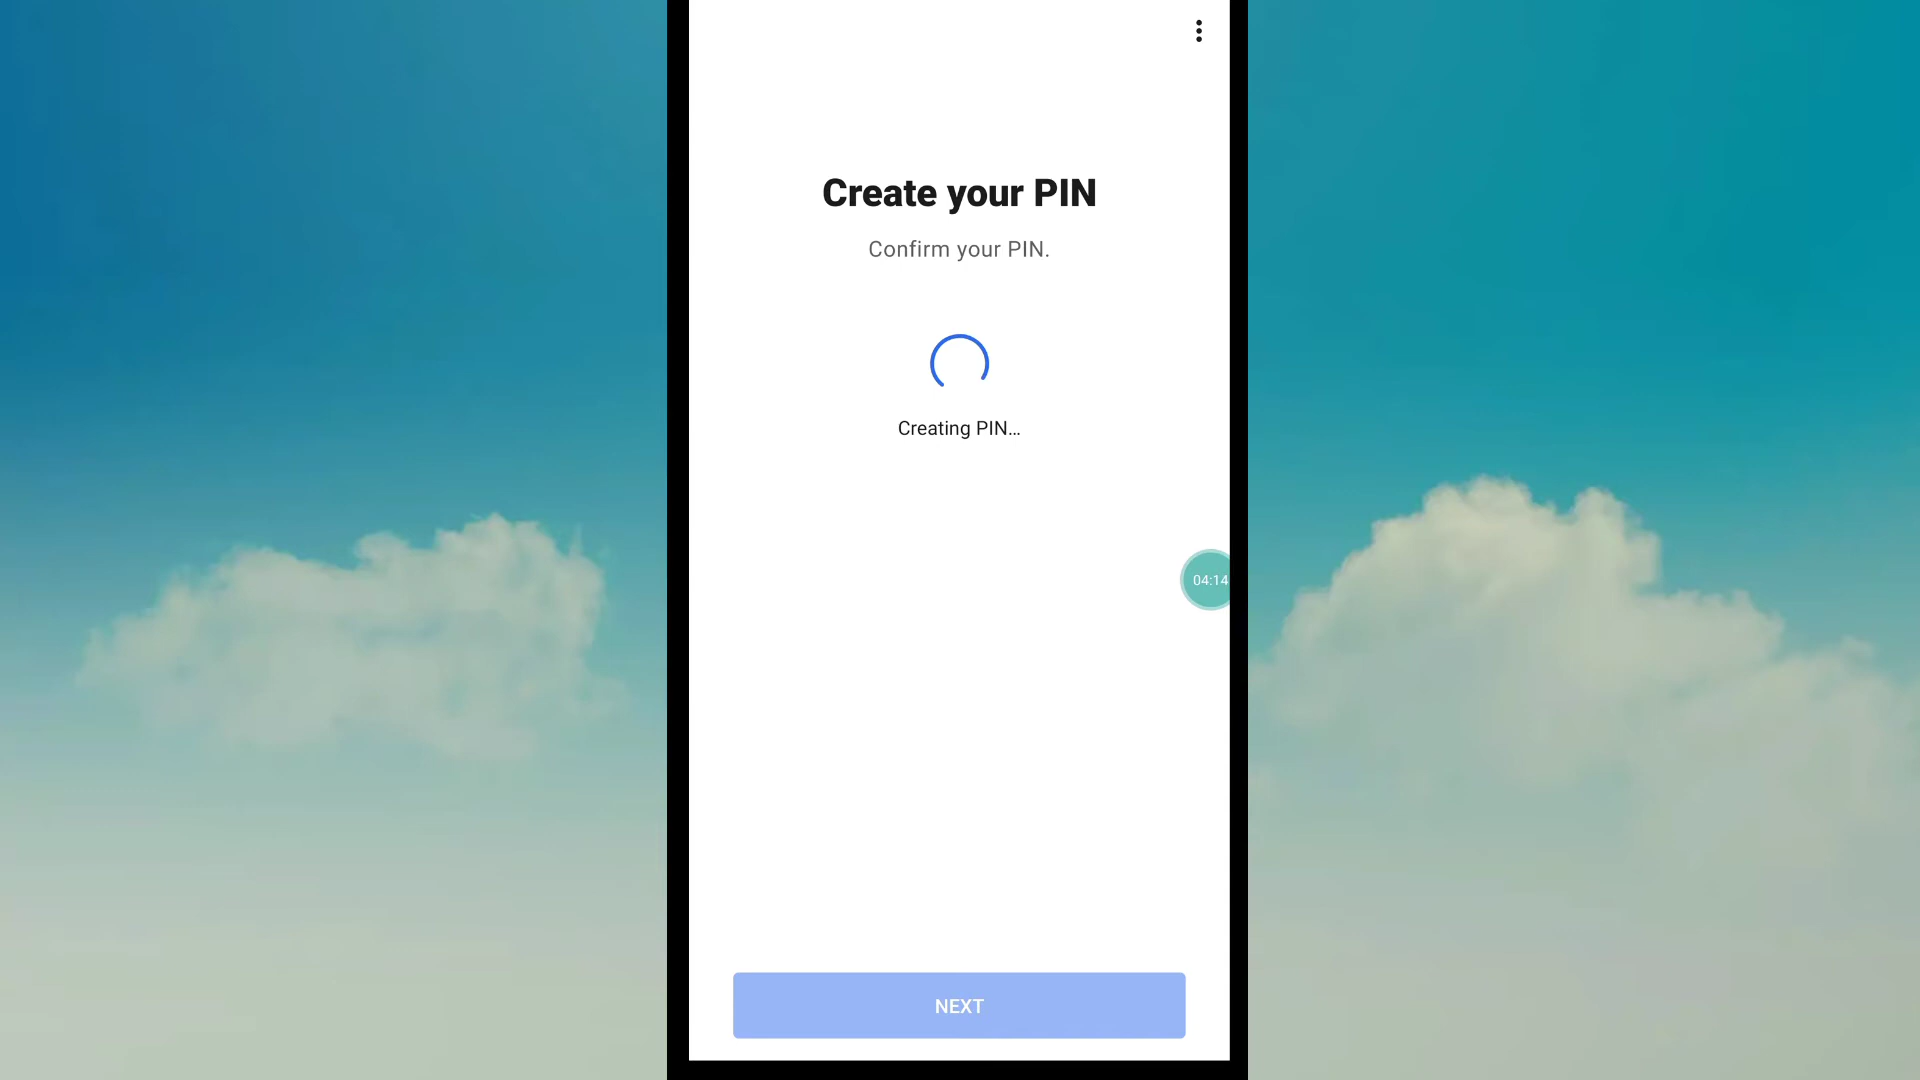 Create your PIN
Confirm your PIN.
Creating PIN...
04:14
NEXT